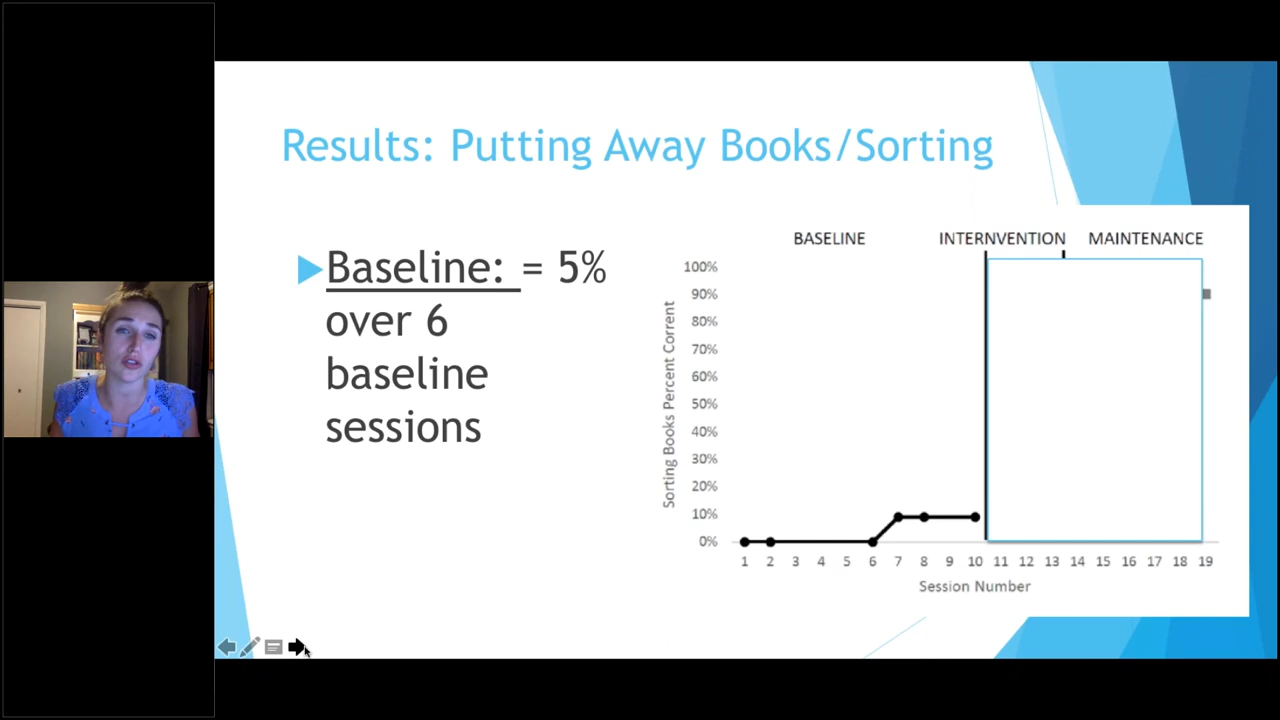 Results: Putting Away Books/Sorting
Baseline: = 5%
over 6
baseline
sessions
BASELINE INTERNVENTION MAINTENANCE
Sorting Books Percent Corrent
100%
90%
80%
70%
60%
50%
40%
30%
20%
10%
0%
1 2 3 4 5 6 7 8 9 10 11 12 13 14 15 16 17 18 19
Session Number